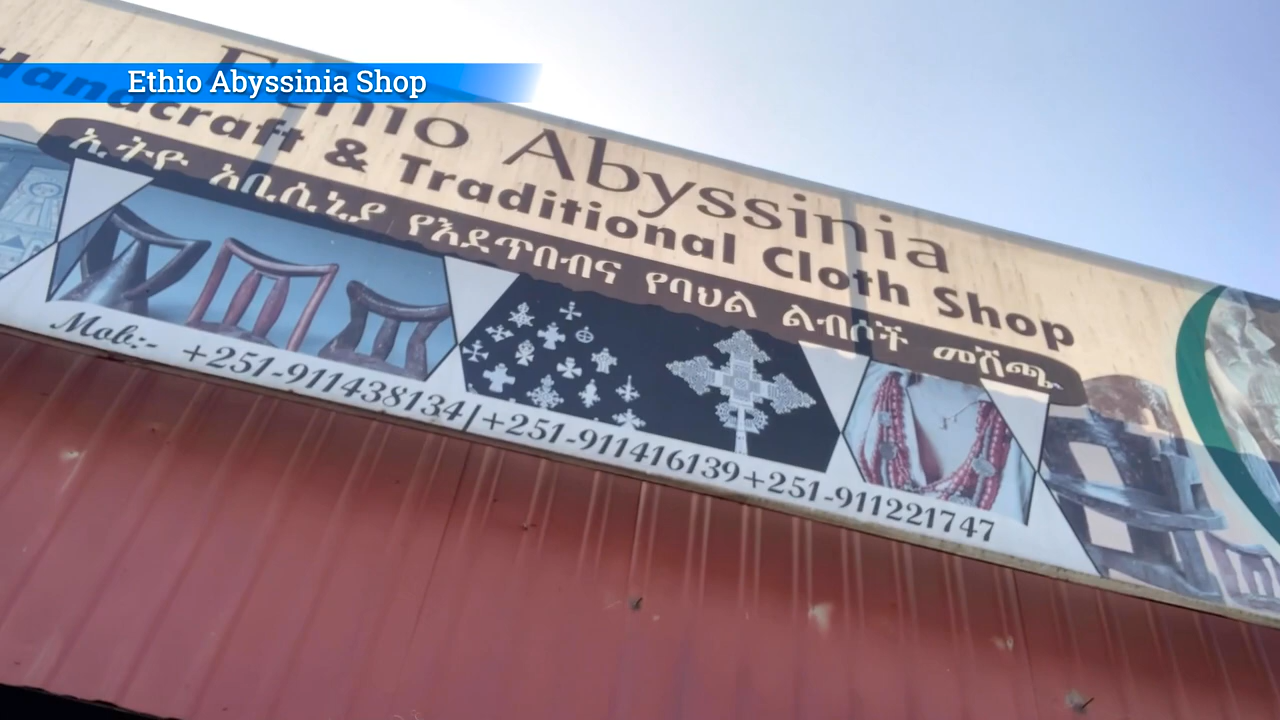 Ethio Abyssinia Shop
Ethio Abyssinia
Handcraft & Traditional Cloth Shop
ኢትዮ አቢሲኒያ የእደጥበብና የባህል ልብሶች መሸጫ
Mob:- +251-911438134/+251-911416139+251-911221747